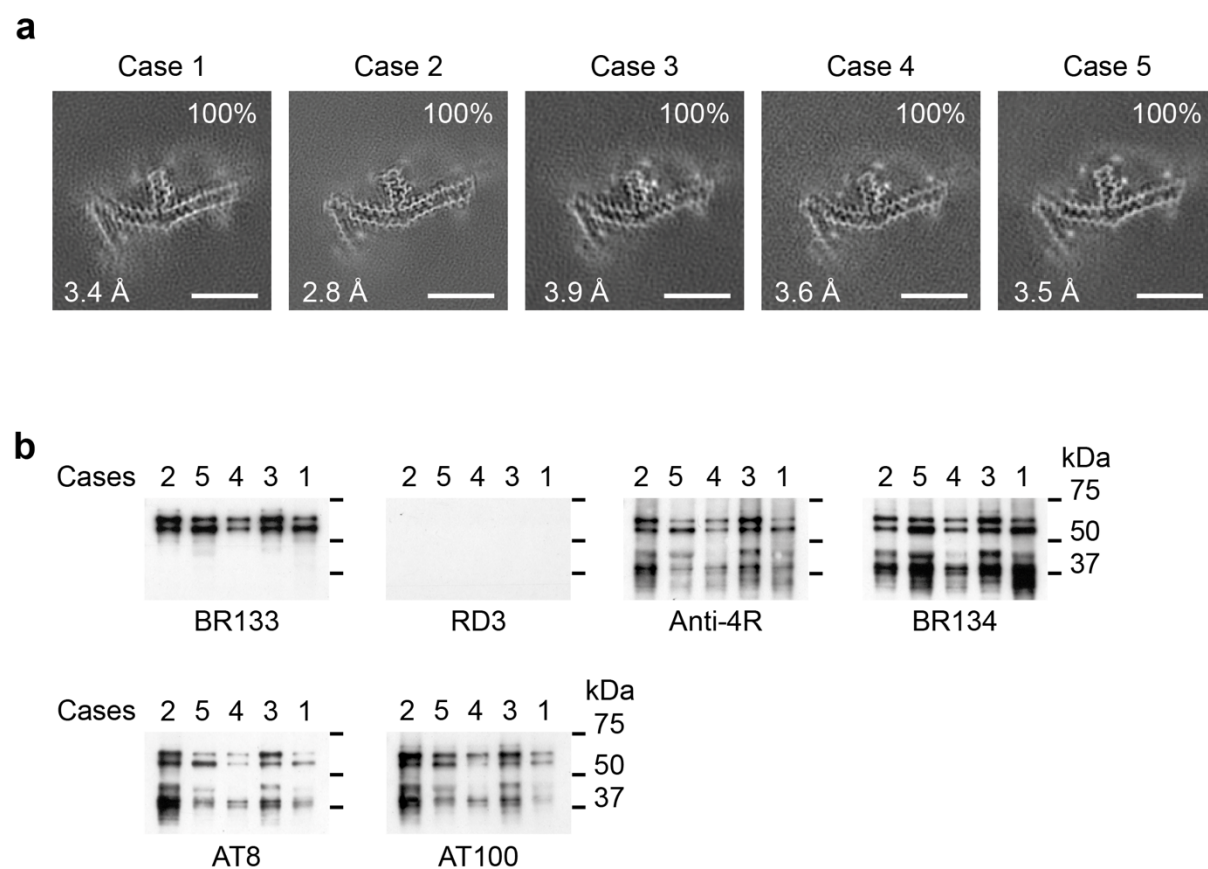 a
Case 1 Case 2 Case 3 Case 4 Case 5
100% 100% 100% 100% 100%
3.4 Å 2.8 Å 3.9 Å 3.6 Å 3.5 Å
b
kDa
Cases 2 5 4 3 1 2 5 4 3 1 2 5 4 3 1 2 5 4 3 1
75
50
37
BR133 RD3 Anti-4R BR134
kDa
Cases 2 5 4 3 1 2 5 4 3 1
75
50
37
AT8 AT100